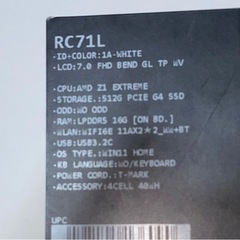 RC71L
·ID+COLOR:1A-WHITE
·LCD:7.0 FHD BEND GL TP WV
·CPU:AMD Z1 EXTREME
·STORAGE.:512G PCIE G4 SSD
·ODD:WO ODD
·RAM:LPDDR5 16G [ON BD.]
·WLAN:WIFI6E 11AX2*2_WW+BT
·USB:USB3.2C
·OS TYPE.:WIN11 HOME
·KB LANGUAGE:WO/KEYBOARD
·POWER CORD.:T-MARK
·ACCESSORY:4CELL 40WH
UPC